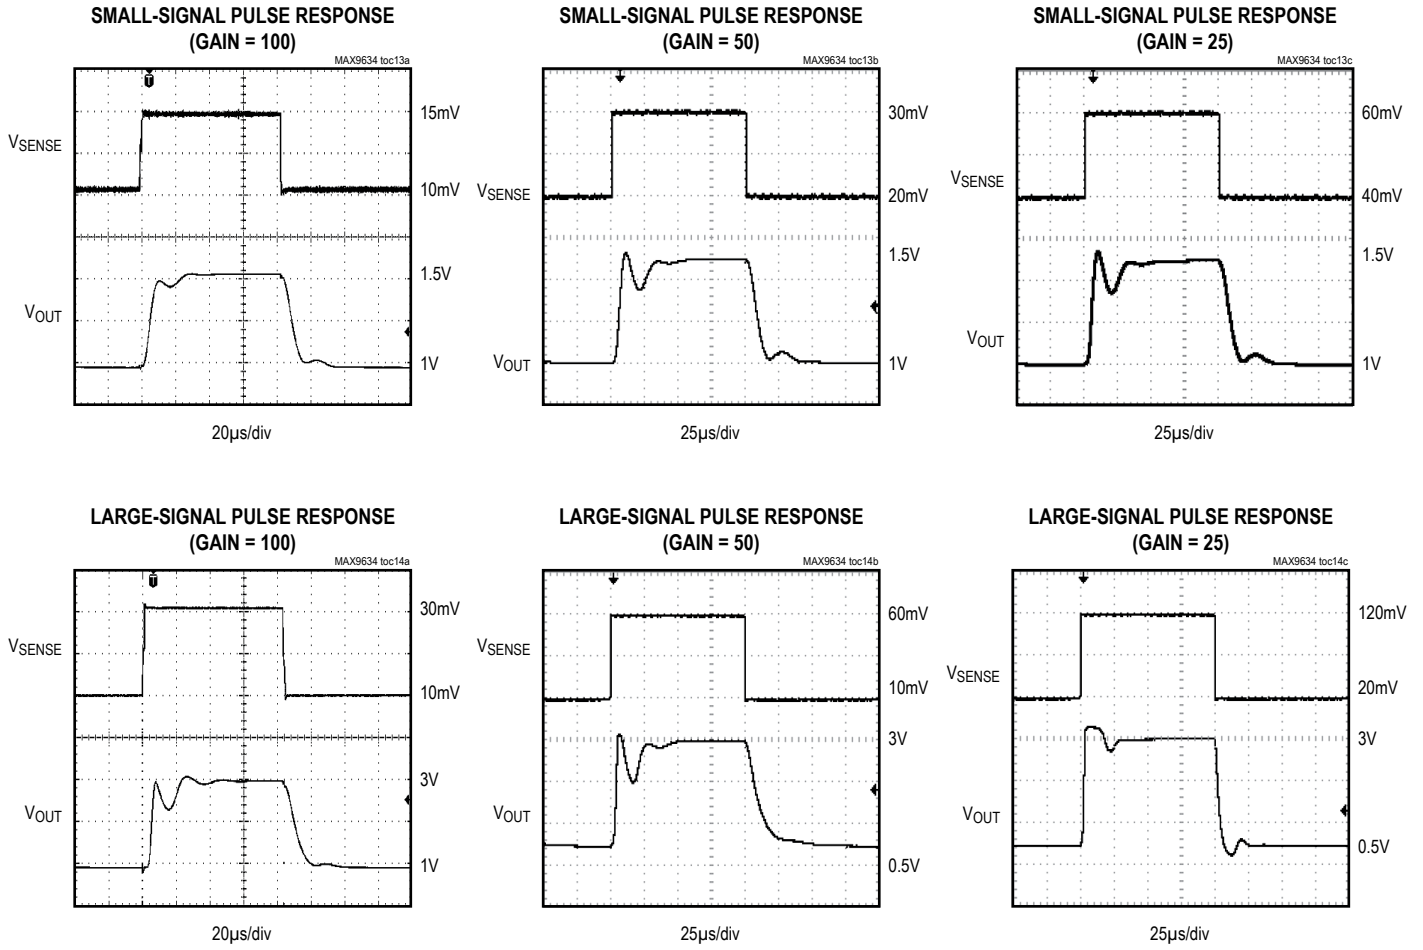 SMALL-SIGNAL PULSE RESPONSE
(GAIN = 100)
MAX9634 toc13a
T
15mV
VSENSE
10mV
1.5V
VOUT
1V
20µs/div
SMALL-SIGNAL PULSE RESPONSE
(GAIN = 50)
MAX9634 toc13b
30mV
VSENSE
20mV
1.5V
VOUT
1V
25µs/div
SMALL-SIGNAL PULSE RESPONSE
(GAIN = 25)
MAX9634 toc13c
60mV
VSENSE
40mV
1.5V
VOUT
1V
25µs/div
LARGE-SIGNAL PULSE RESPONSE
(GAIN = 100)
MAX9634 toc14a
T
30mV
VSENSE
10mV
3V
VOUT
1V
20µs/div
LARGE-SIGNAL PULSE RESPONSE
(GAIN = 50)
MAX9634 toc14b
60mV
VSENSE
10mV
3V
VOUT
0.5V
25µs/div
LARGE-SIGNAL PULSE RESPONSE
(GAIN = 25)
MAX9634 toc14c
120mV
VSENSE
20mV
3V
VOUT
0.5V
25µs/div